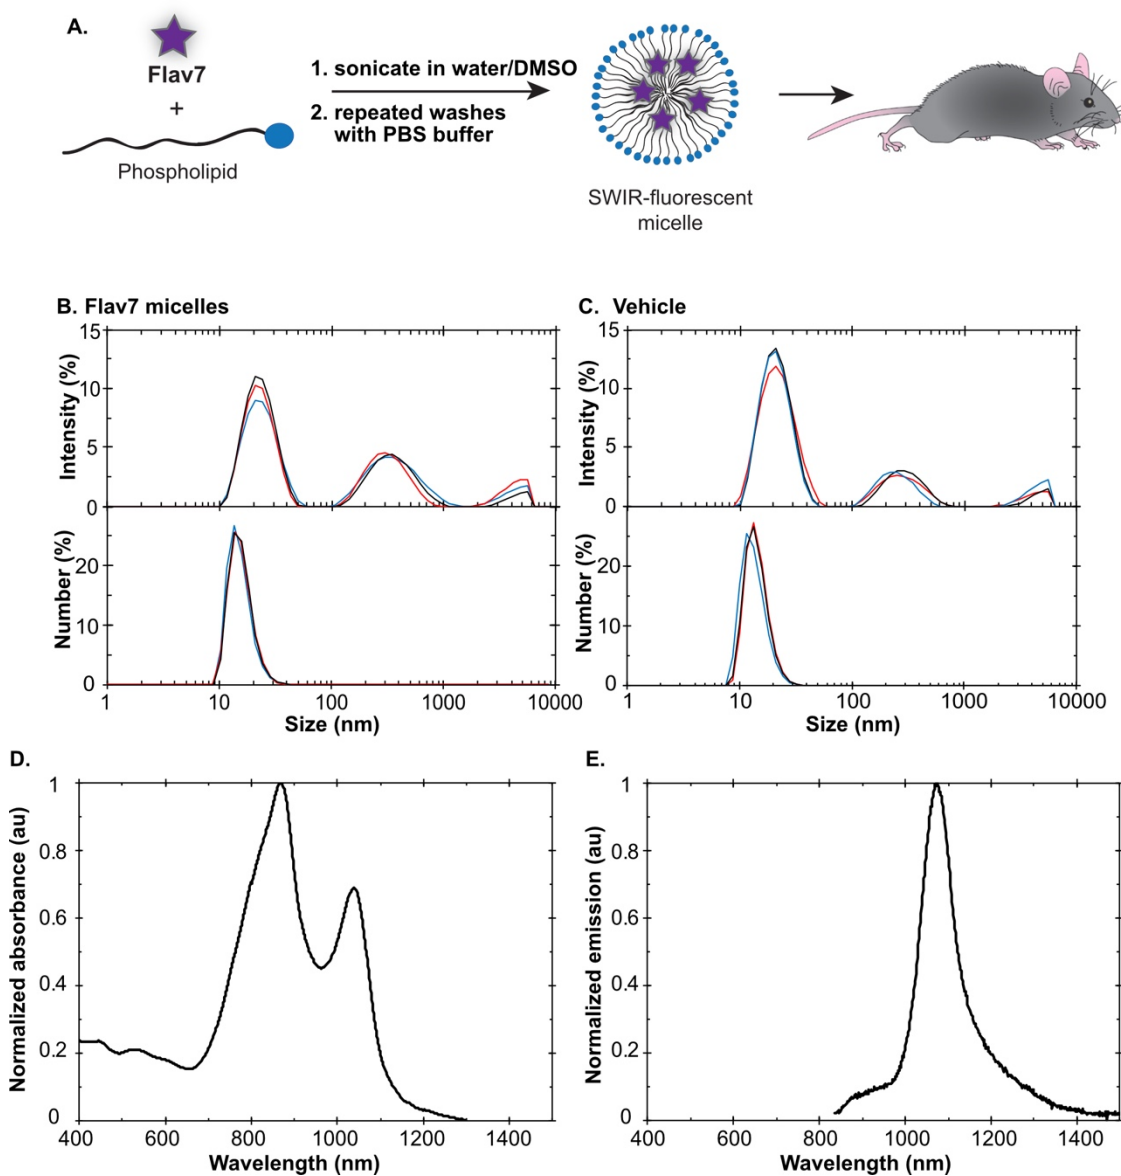 A.
Flav7
+
Phospholipid
1. sonicate in water/DMSO
2. repeated washes
with PBS buffer
SWIR-fluorescent
micelle
B. Flav7 micelles
15
10
5
0
Intensity (%)
20
10
0
Number (%)
1 10 100 1000 10000
Size (nm)
C. Vehicle
15
10
5
0
Intensity (%)
20
10
0
Number (%)
1 10 100 1000 10000
Size (nm)
D.
1
0.8
0.6
0.4
0.2
0
Normalized absorbance (au)
400 600 800 1000 1200 1400
Wavelength (nm)
E.
1
0.8
0.6
0.4
0.2
0
Normalized emission (au)
400 600 800 1000 1200 1400
Wavelength (nm)